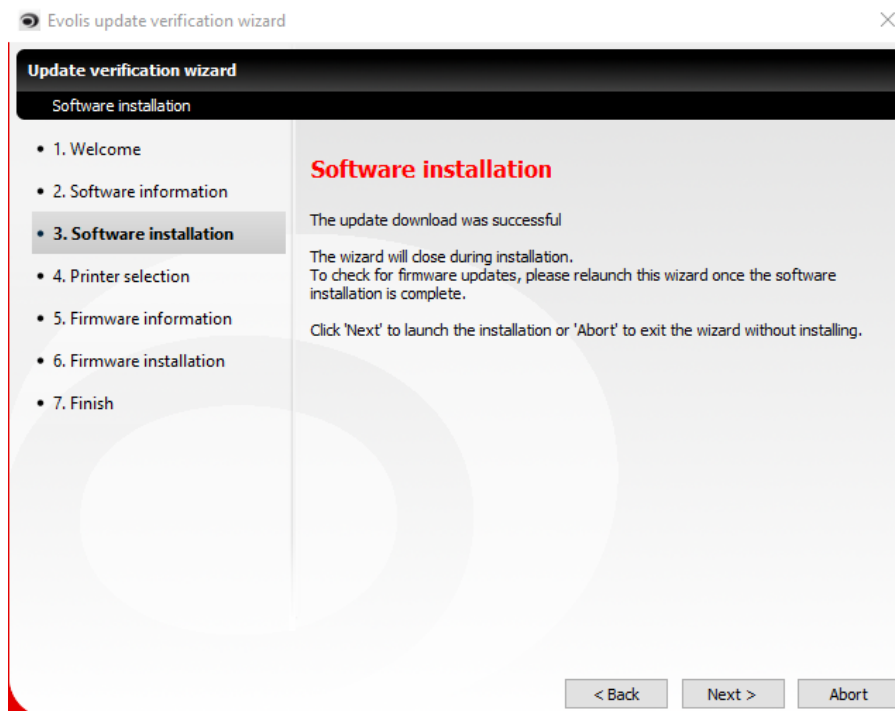 Evolis update verification wizard
Update verification wizard
Software installation
• 1. Welcome
• 2. Software information
• 3. Software installation
• 4. Printer selection
• 5. Firmware information
• 6. Firmware installation
• 7. Finish
Software installation
The update download was successful
The wizard will close during installation.
To check for firmware updates, please relaunch this wizard once the software
installation is complete.
Click 'Next' to launch the installation or 'Abort' to exit the wizard without installing.
< Back
Next >
Abort